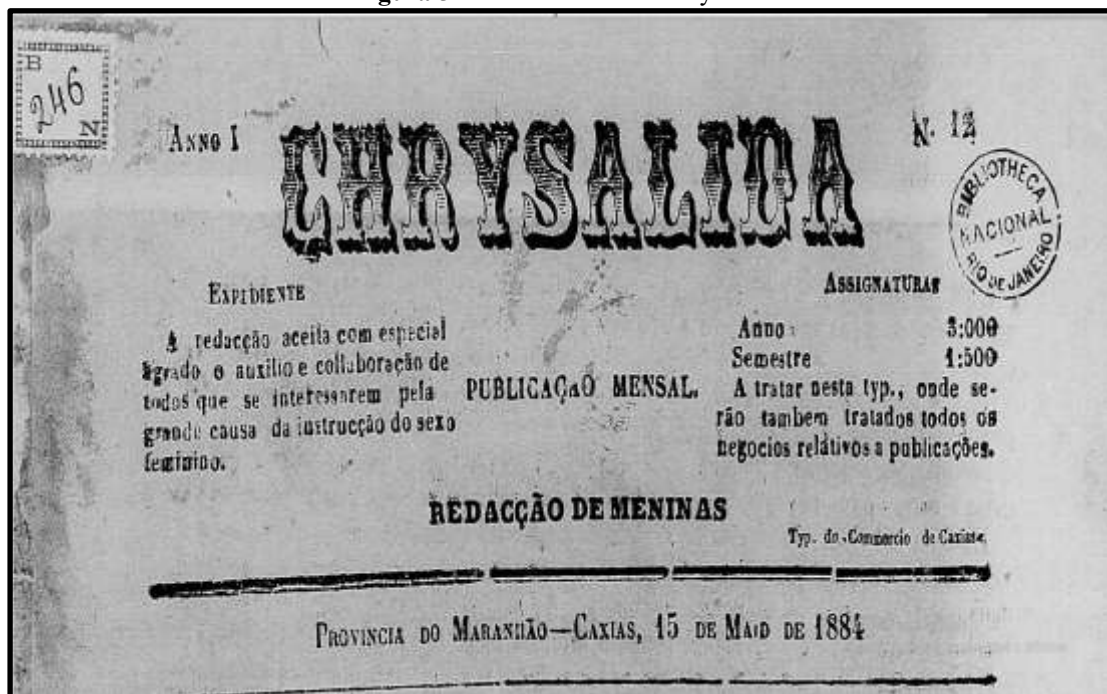 B
246
N
ANNO I
CHRYSALIDA
N. 12
BIBLIOTHECA
NACIONAL
RIO DE JANEIRO
EXPEDIENTE
A redacção aceita com especial
agrado o auxilio e collaboração de
todos que se interessarem pela
grande causa da instrucção do sexo
feminino.
PUBLICAÇÃO MENSAL.
ASSIGNATURAS
Anno 3:000
Semestre 1:500
A tratar nesta typ., onde se-
rão tambem tratados todos os
negocios relátivos a publicações.
REDACÇÃO DE MENINAS
Typ. do Commercio de Caxias.
PROVINCIA DO MARANHÃO—CAXIAS, 15 DE MAIO DE 1884